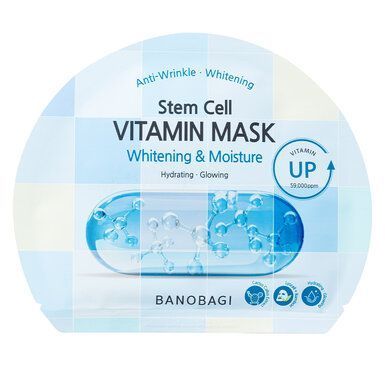 Anti-Wrinkle · Whitening
Stem Cell
VITAMIN MASK
Whitening & Moisture
Hydrating · Glowing
VITAMIN
UP
59,000ppm
BANOBAGI